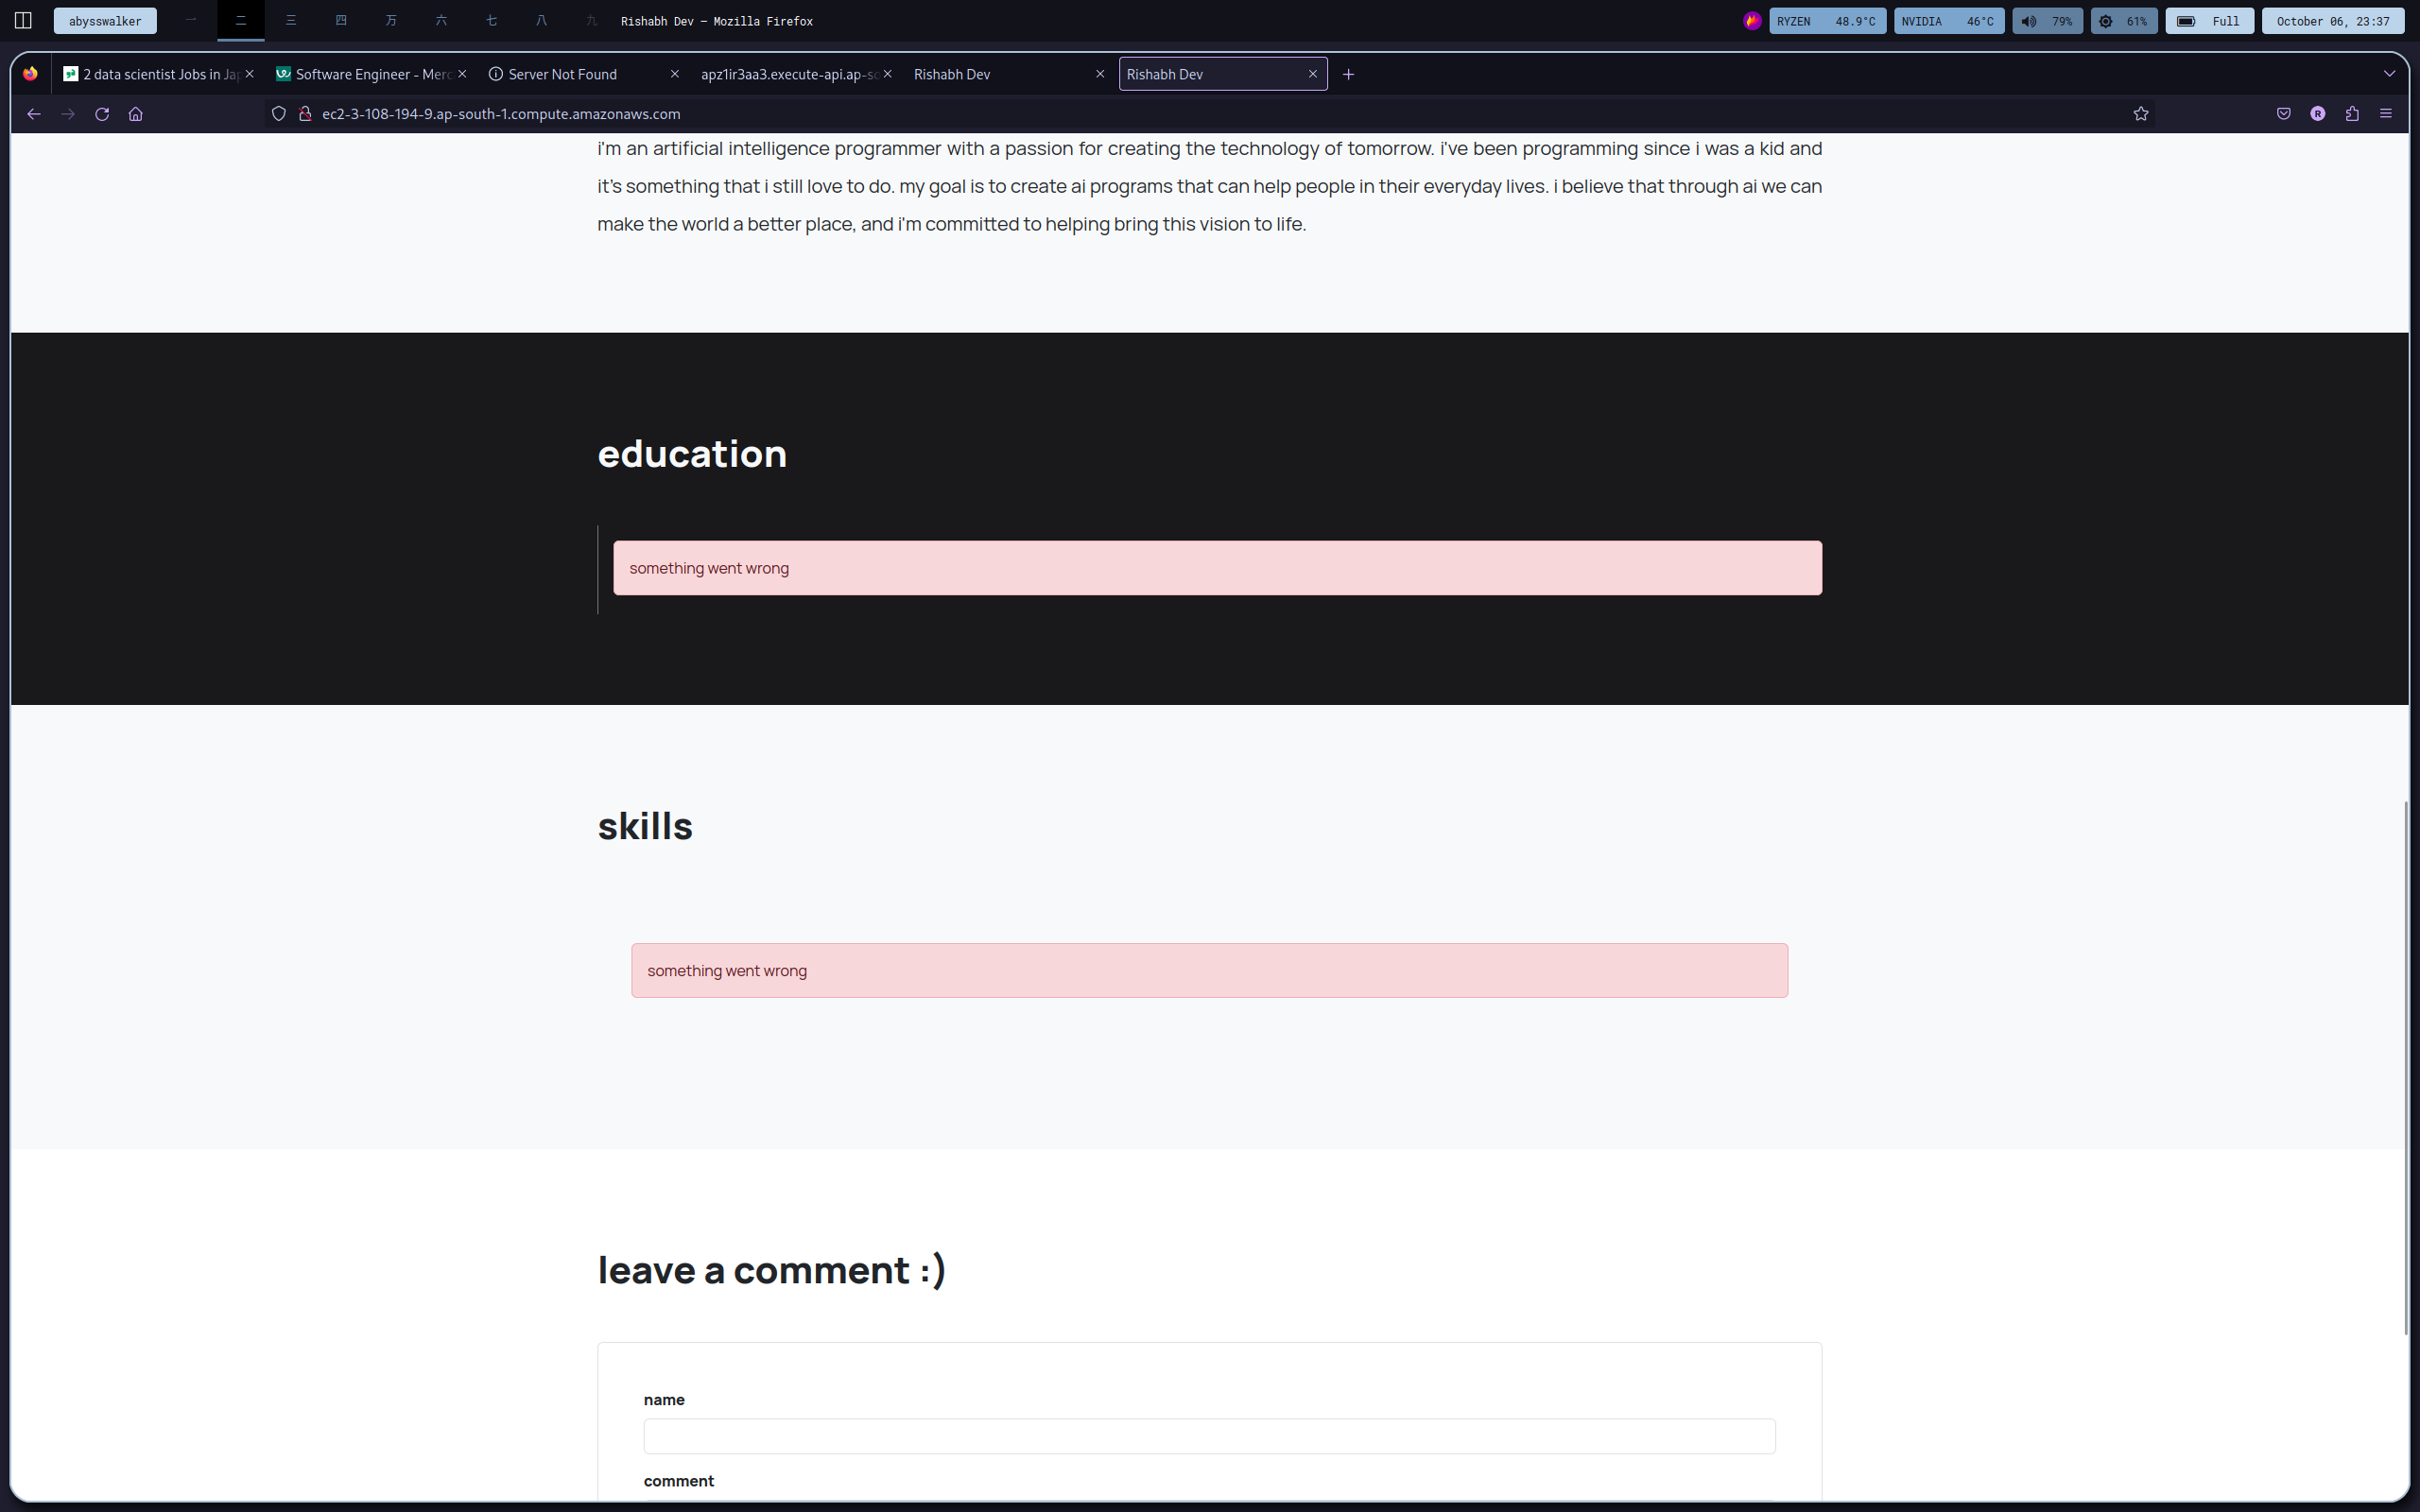 abysswalker 一 二 三 四 万 六 七 八 九 Rishabh Dev — Mozilla Firefox RYZEN 48.9°C NVIDIA 46°C 79% 61% Full October 06, 23:37
2 data scientist Jobs in Jap Software Engineer - Merc Server Not Found apz1ir3aa3.execute-api.ap-so Rishabh Dev Rishabh Dev
ec2-3-108-194-9.ap-south-1.compute.amazonaws.com R
i'm an artificial intelligence programmer with a passion for creating the technology of tomorrow. i've been programming since i was a kid and
it's something that i still love to do. my goal is to create ai programs that can help people in their everyday lives. i believe that through ai we can
make the world a better place, and i'm committed to helping bring this vision to life.
education
something went wrong
skills
something went wrong
leave a comment :)
name
comment